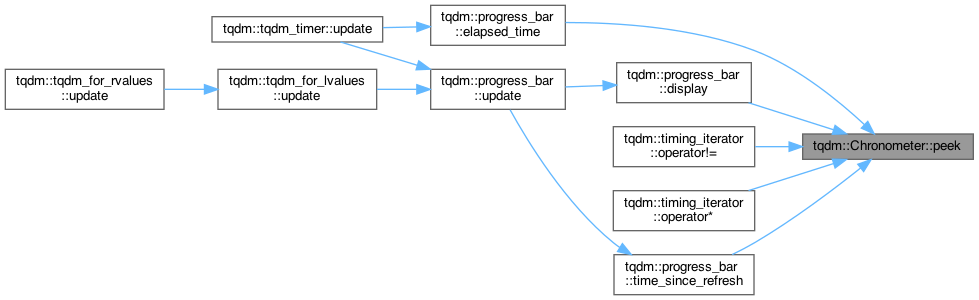 tqdm::tqdm_timer::update
tqdm::progress_bar
::elapsed_time
tqdm::tqdm_for_rvalues
::update
tqdm::tqdm_for_lvalues
::update
tqdm::progress_bar
::update
tqdm::progress_bar
::display
tqdm::timing_iterator
::operator!=
tqdm::Chronometer::peek
tqdm::timing_iterator
::operator*
tqdm::progress_bar
::time_since_refresh